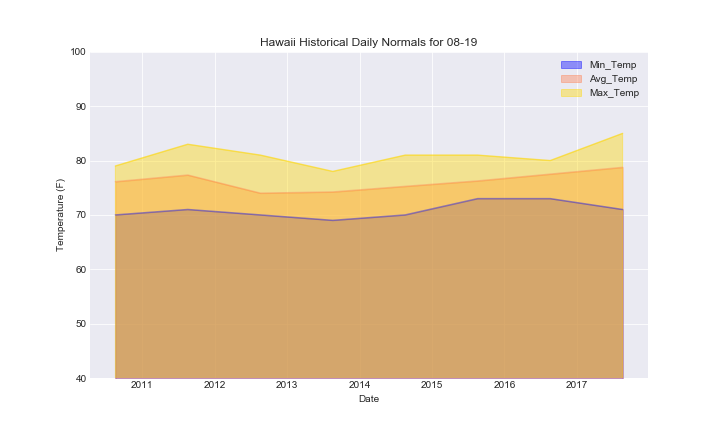 Hawaii Historical Daily Normals for 08-19
Min_Temp
Avg_Temp
Max_Temp
Temperature (F)
100
90
80
70
60
50
40
2011 2012 2013 2014 2015 2016 2017
Date